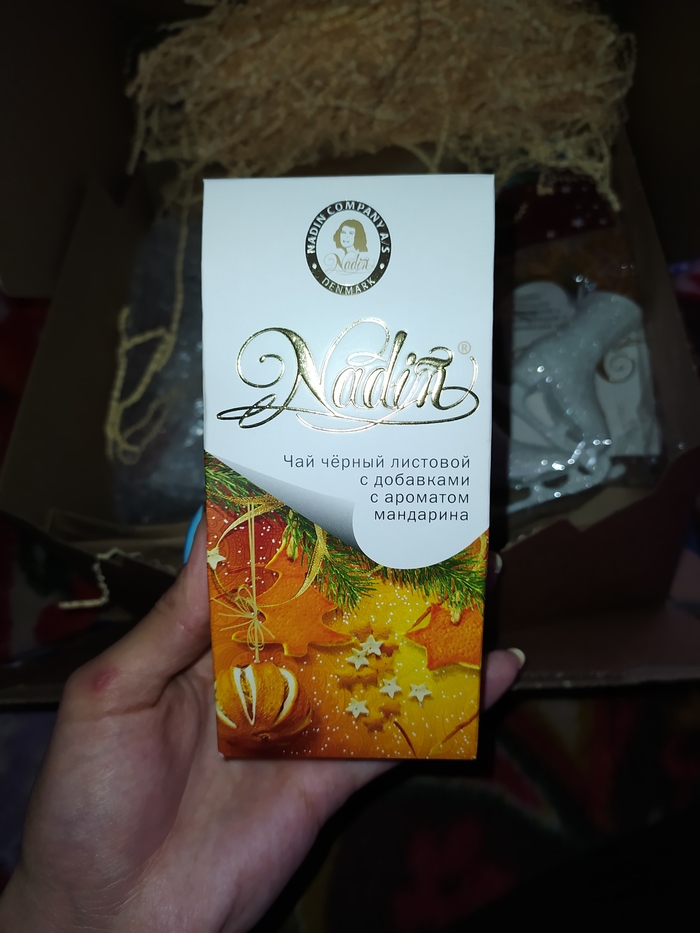 NADIN COMPANY A/S
Nadin
DENMARK
Nadin®
Чай чёрный листовой
с добавками
с ароматом
мандарина